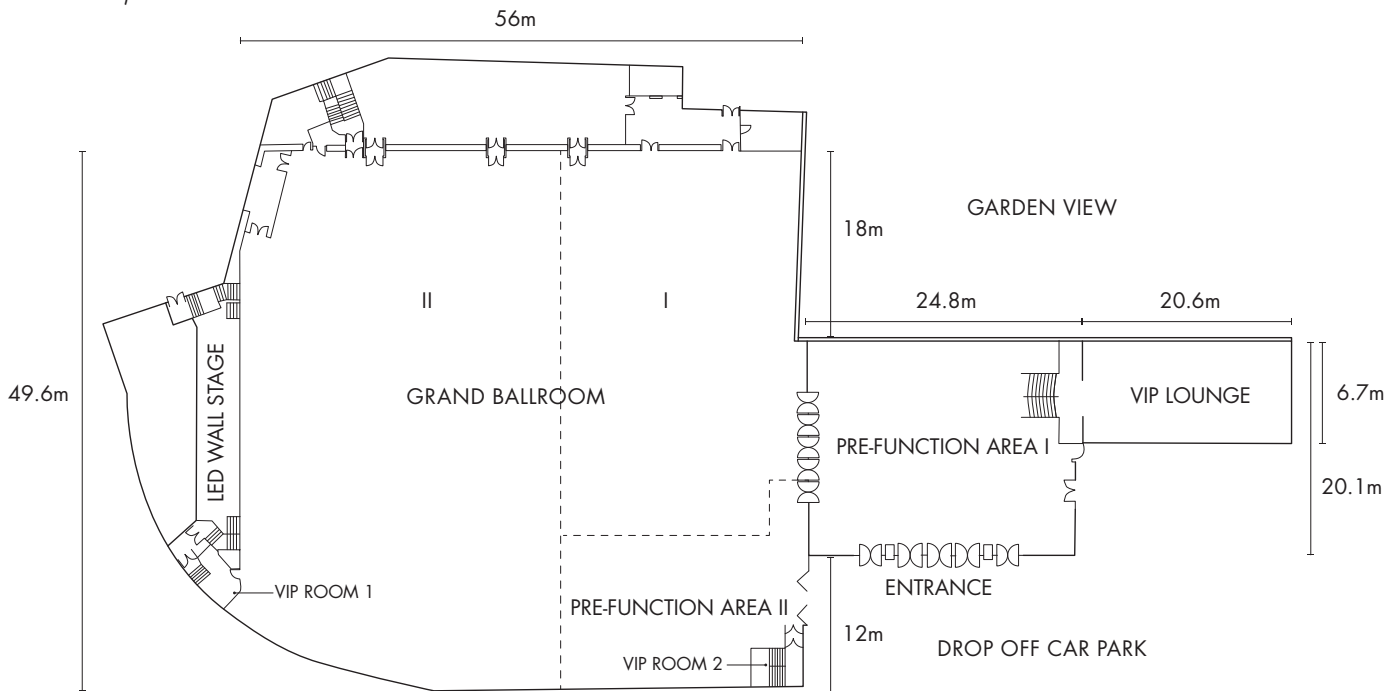 56m
GARDEN VIEW
18m
II
I
24.8m
20.6m
49.6m
LED WALL STAGE
GRAND BALLROOM
VIP LOUNGE
6.7m
PRE-FUNCTION AREA I
20.1m
ENTRANCE
VIP ROOM 1
PRE-FUNCTION AREA II
12m
DROP OFF CAR PARK
VIP ROOM 2